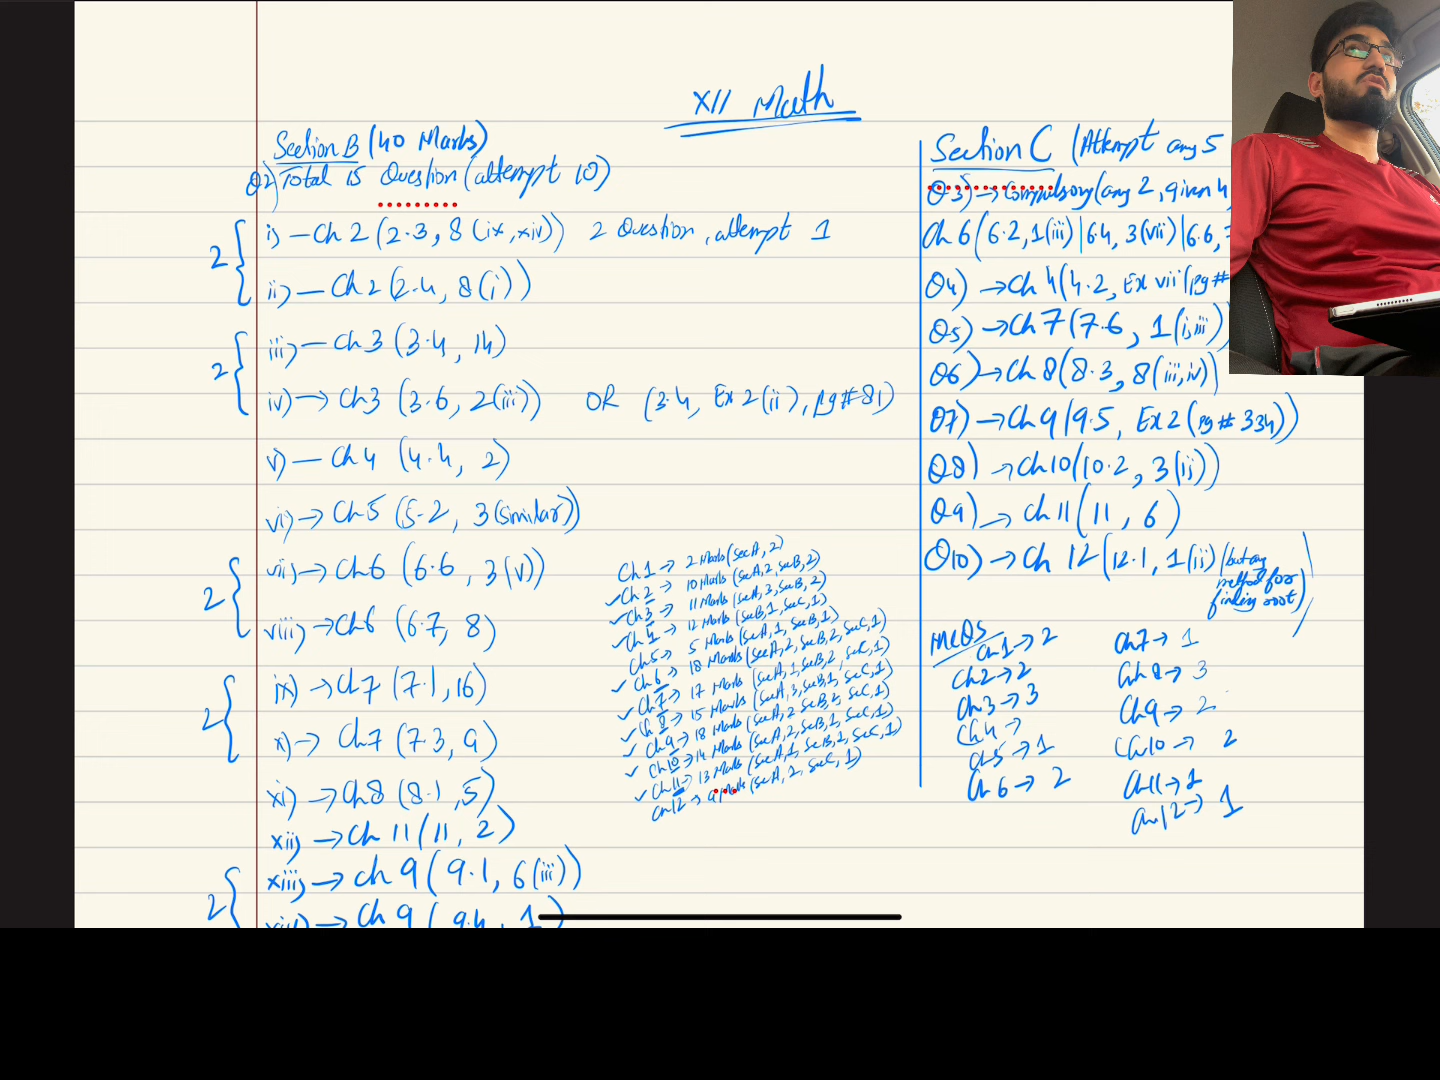 XII Math
Section B (40 Marks)
Q2) Total 15 Question (attempt 10)
2 { i) — Ch 2 (2.3, 8 (ix, xiv)) 2 Question, attempt 1
ii) — Ch 2 (2.4, 8(i))
2 { iii) — Ch 3 (3.4, 14)
iv) → Ch 3 (3.6, 2(iii)) OR (3.4, Ex 2(ii), pg # 81)
v) — Ch 4 (4.4, 2)
vi) → Ch 5 (5.2, 3 (similar))
2 { vii) → Ch 6 (6.6, 3(v))
viii) → Ch 6 (6.7, 8)
2 { ix) → Ch 7 (7.1, 16)
x) → Ch 7 (7.3, 9)
xi) → Ch 8 (8.1, 5)
xii) → Ch 11 (11, 2)
2 { xiii) → Ch 9 (9.1, 6(iii))
xiv) → Ch 9 (9.4, 1)
Ch 1 → 2 Marks (Sec A, 2)
✓ Ch 2 → 10 Marks (Sec A, 2, Sec B, 2)
✓ Ch 3 → 11 Marks (Sec A, 3, Sec B, 2)
✓ Ch 4 → 12 Marks (Sec B, 1, Sec C, 1)
Ch 5 → 5 Marks (Sec A, 1, Sec B, 1)
✓ Ch 6 → 18 Marks (Sec A, 2, Sec B, 2, Sec C, 1)
✓ Ch 7 → 17 Marks (Sec A, 1, Sec B, 2, Sec C, 1)
✓ Ch 8 → 15 Marks (Sec A, 3, Sec B, 1, Sec C, 1)
✓ Ch 9 → 18 Marks (Sec A, 2 Sec B, 2, Sec C, 1)
✓ Ch 10 → 14 Marks (Sec A, 2, Sec B, 1, Sec C, 1)
✓ Ch 11 → 13 Marks (Sec A, 1, Sec B, 1, Sec C, 1)
Ch 12 → 9 Marks (Sec A, 1, Sec C, 1)
Section C (Attempt any 5
Q3) → Compulsory (any 2, given 4
Ch 6 (6.2, 1(iii) | 6.4, 3(vii) | 6.6,
Q4) → Ch 4 (4.2, Ex vii (pg #
Q5) → Ch 7 (7.6, 1(i, iii)
Q6) → Ch 8 (8.3, 8(iii, iv))
Q7) → Ch 9 (9.5, Ex 2 (pg # 334))
Q8) → Ch 10 (10.2, 3(ii))
Q9) → Ch 11 (11, 6)
Q10) → Ch 12 (12.1, 1(ii) (but any
method for
finding root)
MCQS
Ch 1 → 2
Ch 2 → 2
Ch 3 → 3
Ch 4 →
Ch 5 → 1
Ch 6 → 2
Ch 7 → 1
Ch 8 → 3
Ch 9 → 2
Ch 10 → 2
Ch 11 → 1
Ch 12 → 1